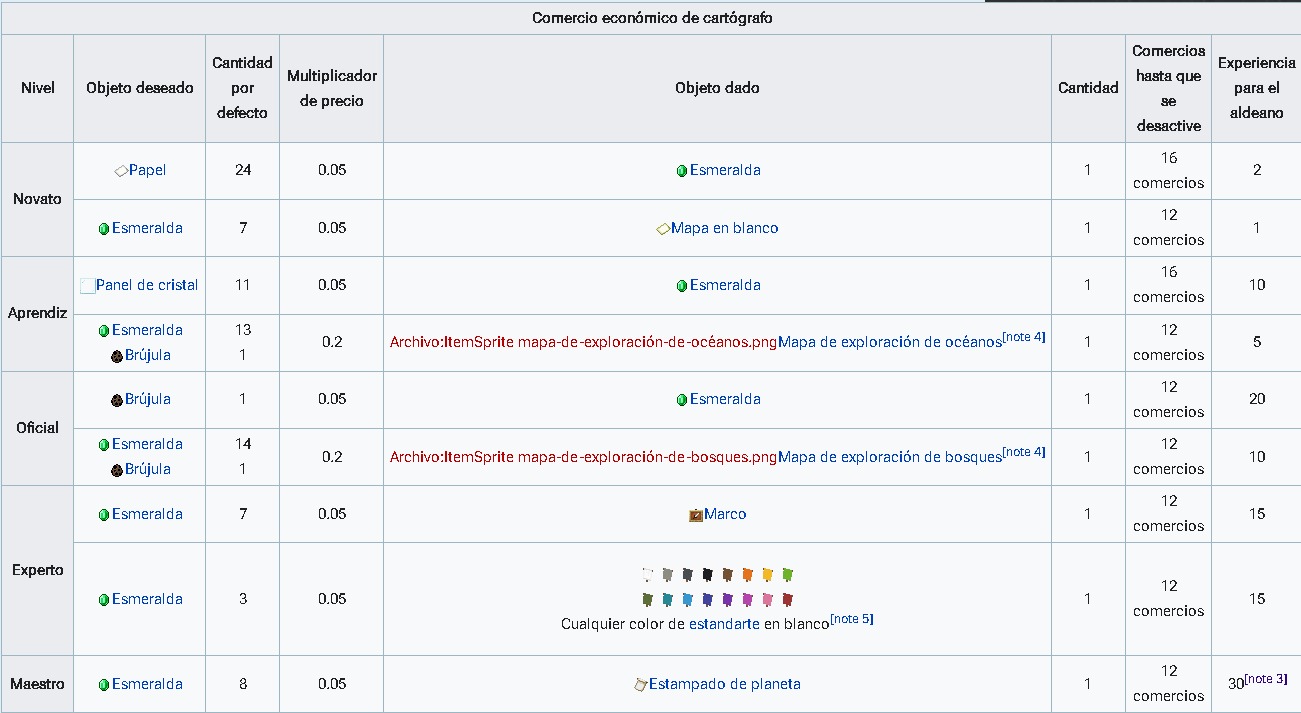 Comercio económico de cartógrafo
Nivel
Objeto deseado
Cantidad
por
defecto
Multiplicador
de precio
Objeto dado
Cantidad
Comercios
hasta que
se
desactive
Experiencia
para el
aldeano
Novato
Papel
24
0.05
Esmeralda
1
16
comercios
2
Esmeralda
7
0.05
Mapa en blanco
1
12
comercios
1
Aprendiz
Panel de cristal
11
0.05
Esmeralda
1
16
comercios
10
Esmeralda
Brújula
13
1
0.2
Archivo:ItemSprite mapa-de-exploración-de-océanos.pngMapa de exploración de océanos[note 4]
1
12
comercios
5
Oficial
Brújula
1
0.05
Esmeralda
1
12
comercios
20
Esmeralda
Brújula
14
1
0.2
Archivo:ItemSprite mapa-de-exploración-de-bosques.pngMapa de exploración de bosques[note 4]
1
12
comercios
10
Experto
Esmeralda
7
0.05
Marco
1
12
comercios
15
Esmeralda
3
0.05
Cualquier color de estandarte en blanco[note 5]
1
12
comercios
15
Maestro
Esmeralda
8
0.05
Estampado de planeta
1
12
comercios
30[note 3]